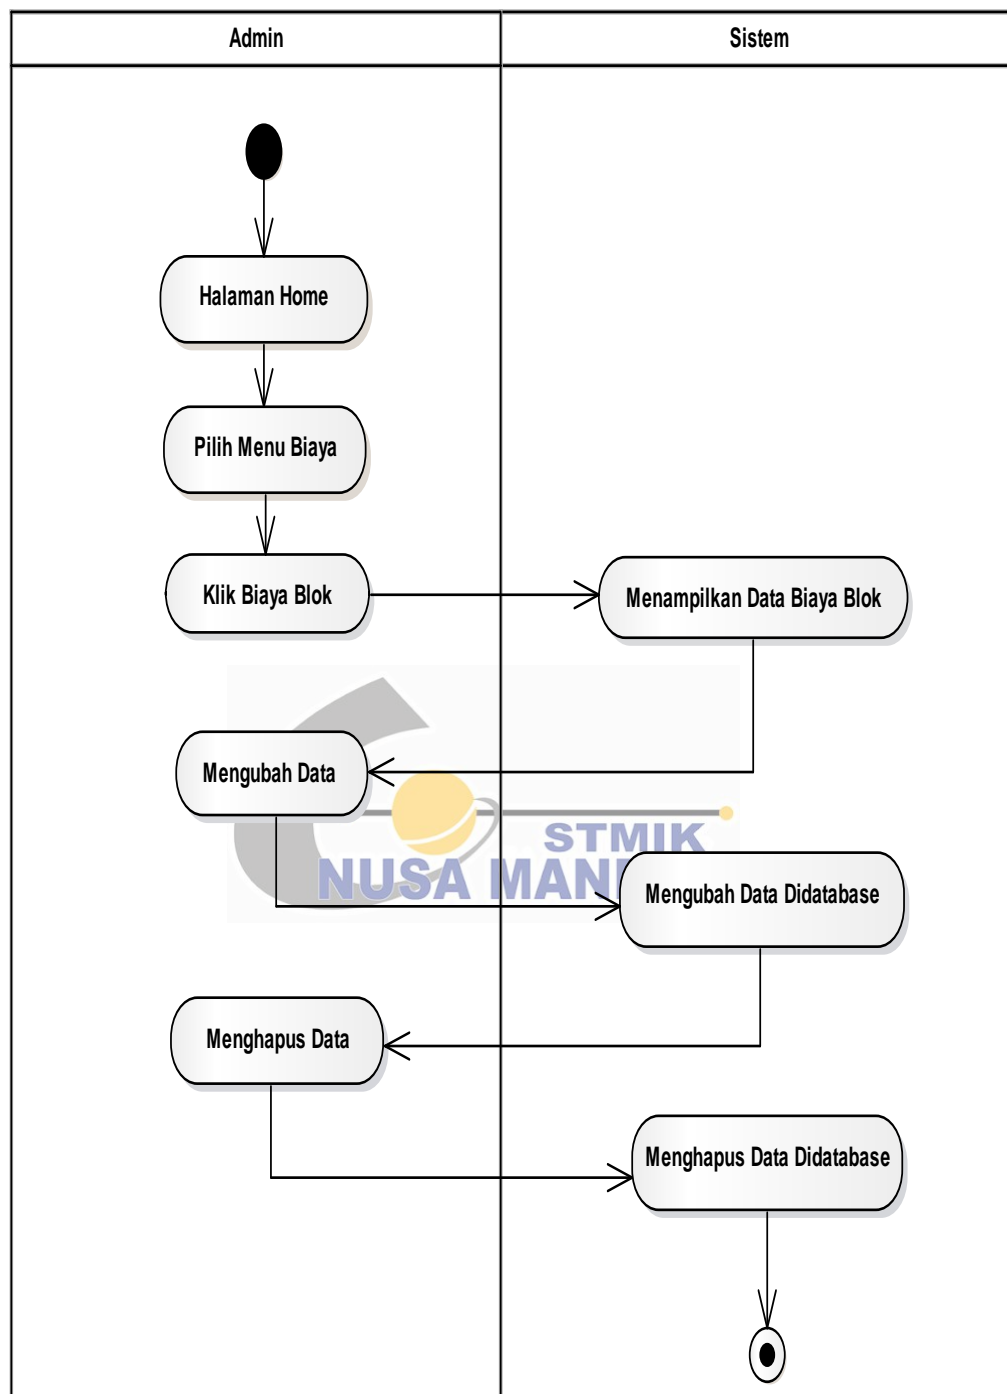 Admin
Sistem
Halaman Home
Pilih Menu Biaya
Klik Biaya Blok
Menampilkan Data Biaya Blok
Mengubah Data
STMIK
NUSA MAN
Mengubah Data Didatabase
Menghapus Data
Menghapus Data Didatabase